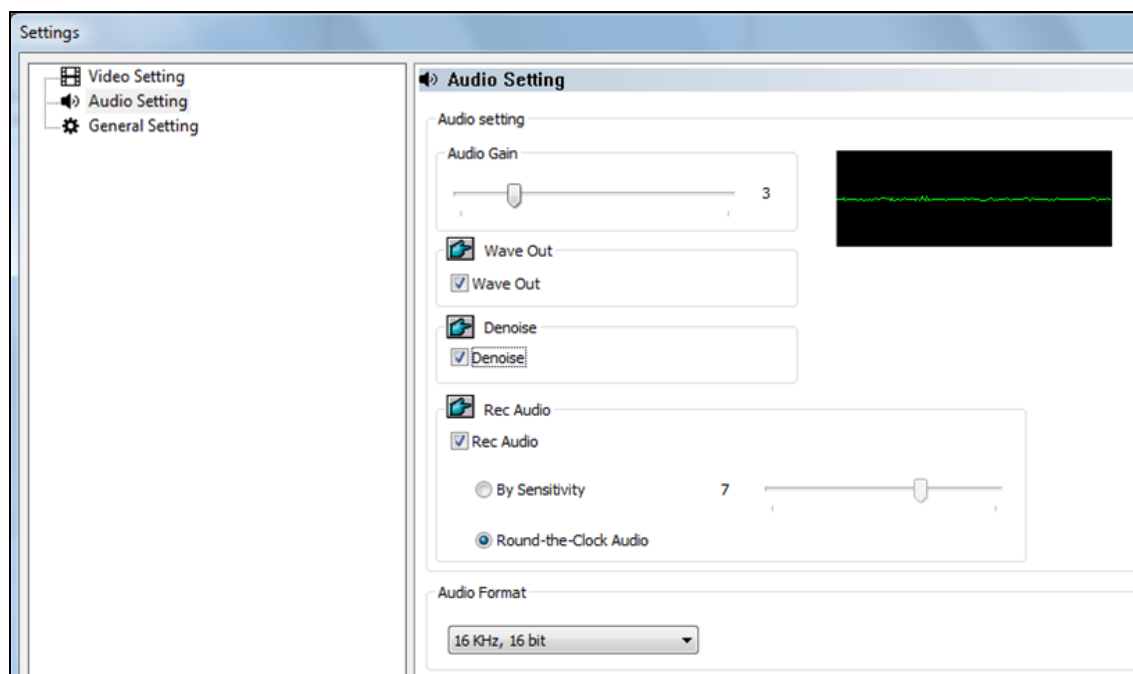 Settings
Video Setting
Audio Setting
General Setting
Audio Setting
Audio setting
Audio Gain
3
Wave Out
Wave Out
Denoise
Denoise
Rec Audio
Rec Audio
By Sensitivity 7
Round-the-Clock Audio
Audio Format
16 KHz, 16 bit